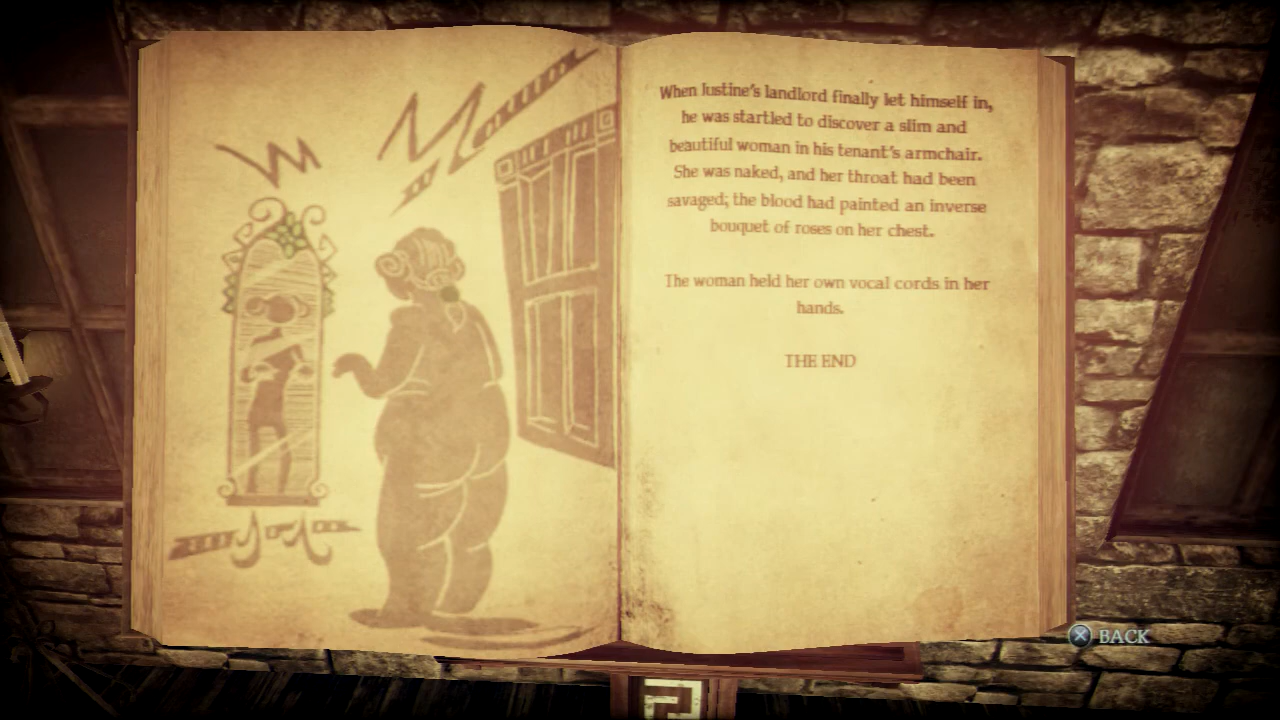 When Justine's landlord finally let himself in,
he was startled to discover a slim and
beautiful woman in his tenant's armchair.
She was naked, and her throat had been
savaged; the blood had painted an inverse
bouquet of roses on her chest.
The woman held her own vocal cords in her
hands.
THE END
BACK